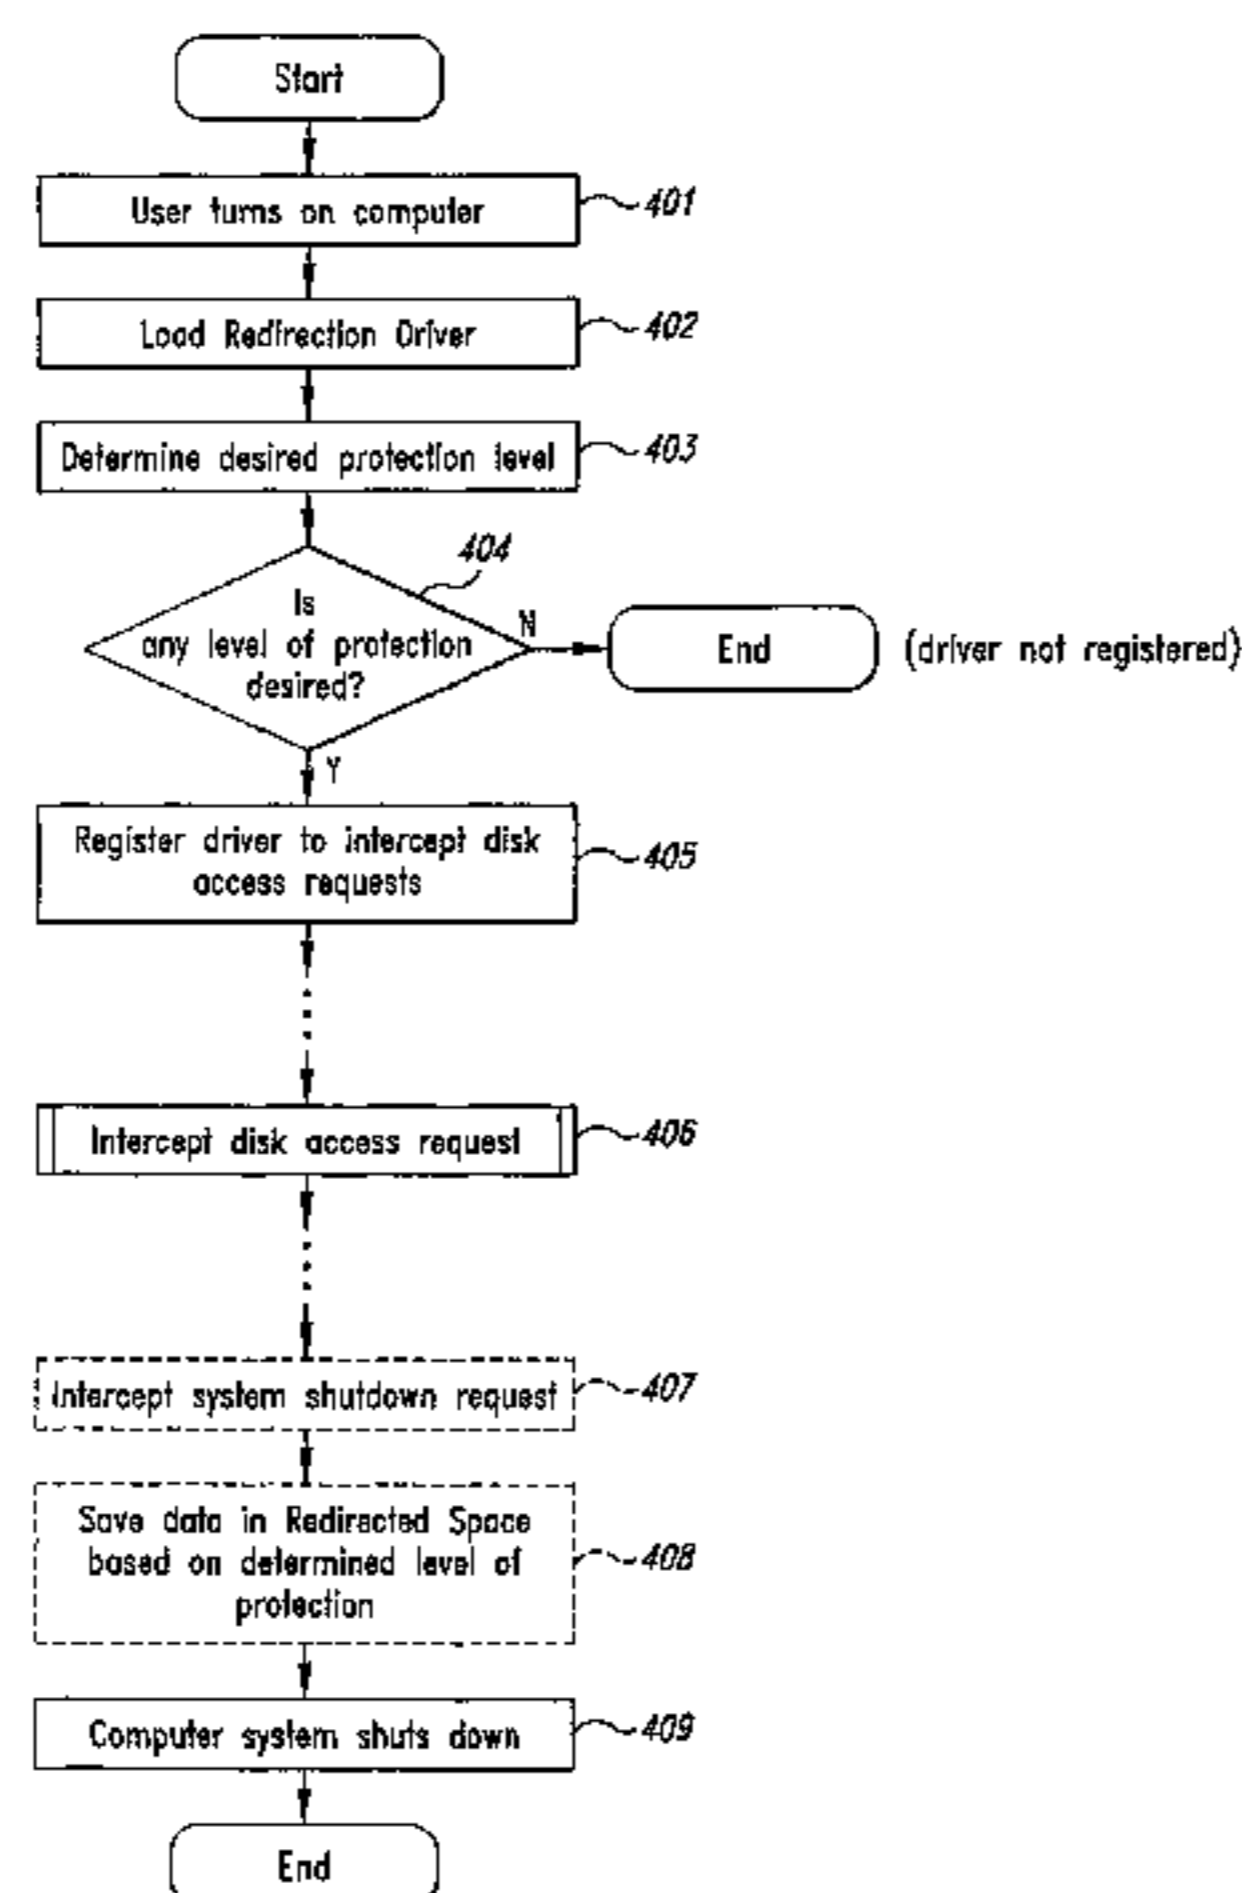 Start
User turns on computer
401
Load Redirection Driver
402
Determine desired protection level
403
404
Is
any level of protection
desired?
N
End
(driver not registered)
Y
Register driver to intercept disk
access requests
405
Intercept disk access request
406
Intercept system shutdown request
407
Save data in Redirected Space
based on determined level of
protection
408
Computer system shuts down
409
End